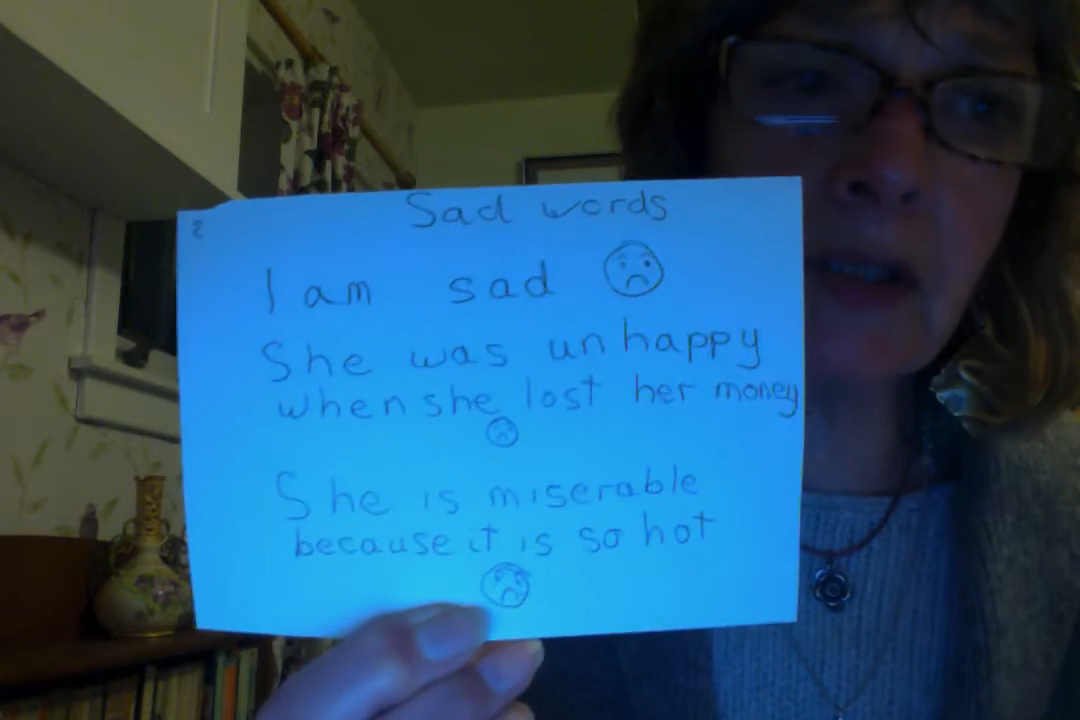 2
Sad words
I am sad
She was unhappy
when she lost her money
She is miserable
because it is so hot